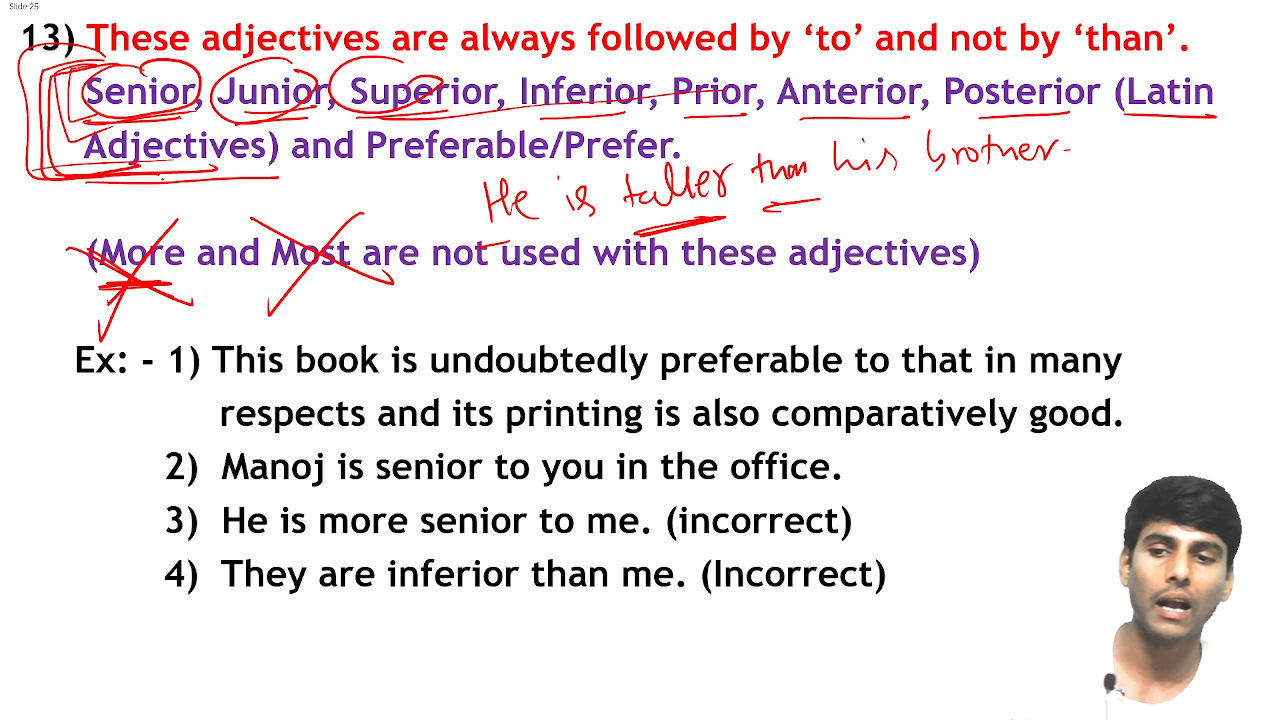 Slide 25
13) These adjectives are always followed by ‘to’ and not by ‘than’.
Senior, Junior, Superior, Inferior, Prior, Anterior, Posterior (Latin
Adjectives) and Preferable/Prefer.
He is taller than his brother.
(More and Most are not used with these adjectives)
Ex: - 1) This book is undoubtedly preferable to that in many
respects and its printing is also comparatively good.
2) Manoj is senior to you in the office.
3) He is more senior to me. (incorrect)
4) They are inferior than me. (Incorrect)